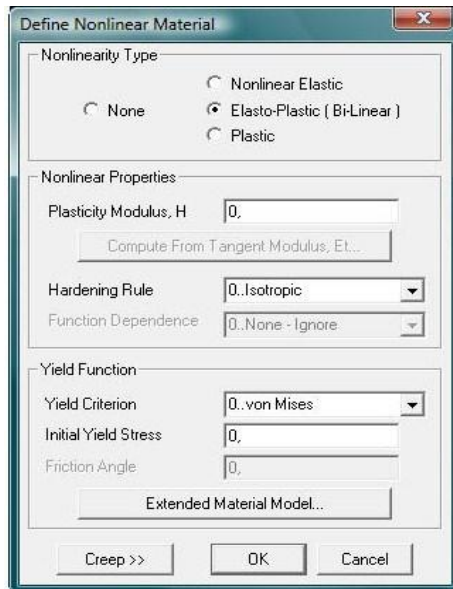 Define Nonlinear Material
Nonlinearity Type
Nonlinear Elastic
None
Elasto-Plastic ( Bi-Linear )
Plastic
Nonlinear Properties
Plasticity Modulus, H 0,
Compute From Tangent Modulus, Et...
Hardening Rule 0..Isotropic
Function Dependence 0..None - Ignore
Yield Function
Yield Criterion 0..von Mises
Initial Yield Stress 0,
Friction Angle 0,
Extended Material Model...
Creep >> OK Cancel